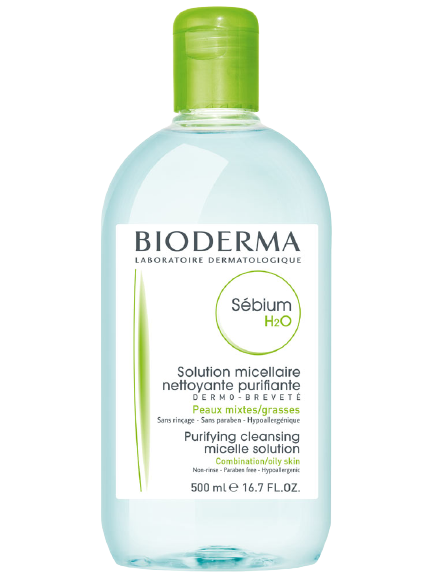 BIODERMA
LABORATOIRE DERMATOLOGIQUE
Sébium
H2O
Solution micellaire
nettoyante purifiante
DERMO-BREVETÉ
Peaux mixtes/grasses
Sans rinçage - Sans paraben - Hypoallergénique
Purifying cleansing
micelle solution
Combination/oily skin
Non-rinse - Paraben free - Hypoallergenic
500 ml ℮ 16.7 FL.OZ.